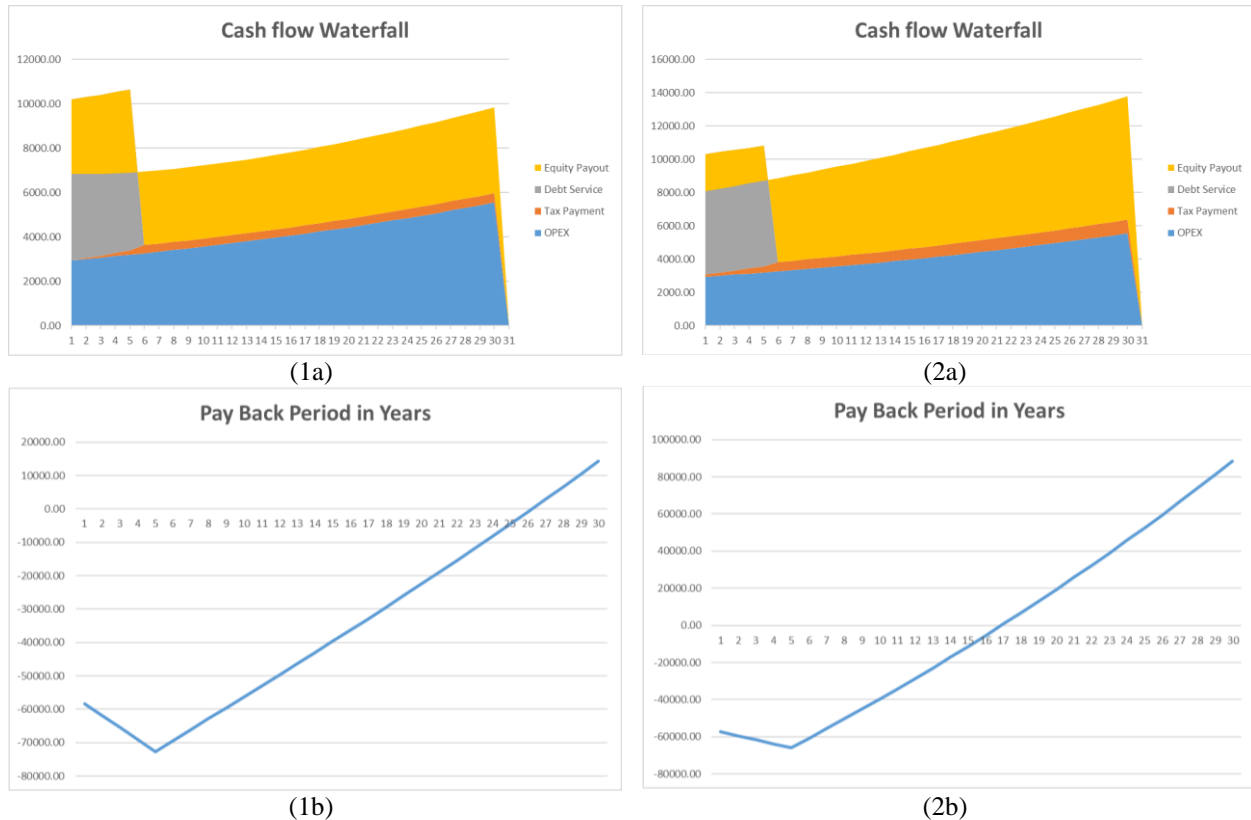 Cash flow Waterfall
12000.00
10000.00
8000.00
6000.00
4000.00
2000.00
0.00
1 2 3 4 5 6 7 8 9 10 11 12 13 14 15 16 17 18 19 20 21 22 23 24 25 26 27 28 29 30 31
Equity Payout
Debt Service
Tax Payment
OPEX
(1a)
Cash flow Waterfall
16000.00
14000.00
12000.00
10000.00
8000.00
6000.00
4000.00
2000.00
0.00
1 2 3 4 5 6 7 8 9 10 11 12 13 14 15 16 17 18 19 20 21 22 23 24 25 26 27 28 29 30 31
Equity Payout
Debt Service
Tax Payment
OPEX
(2a)
Pay Back Period in Years
20000.00
10000.00
0.00
1 2 3 4 5 6 7 8 9 10 11 12 13 14 15 16 17 18 19 20 21 22 23 24 25 26 27 28 29 30
-10000.00
-20000.00
-30000.00
-40000.00
-50000.00
-60000.00
-70000.00
-80000.00
(1b)
Pay Back Period in Years
100000.00
80000.00
60000.00
40000.00
20000.00
0.00
1 2 3 4 5 6 7 8 9 10 11 12 13 14 15 16 17 18 19 20 21 22 23 24 25 26 27 28 29 30
-20000.00
-40000.00
-60000.00
-80000.00
(2b)